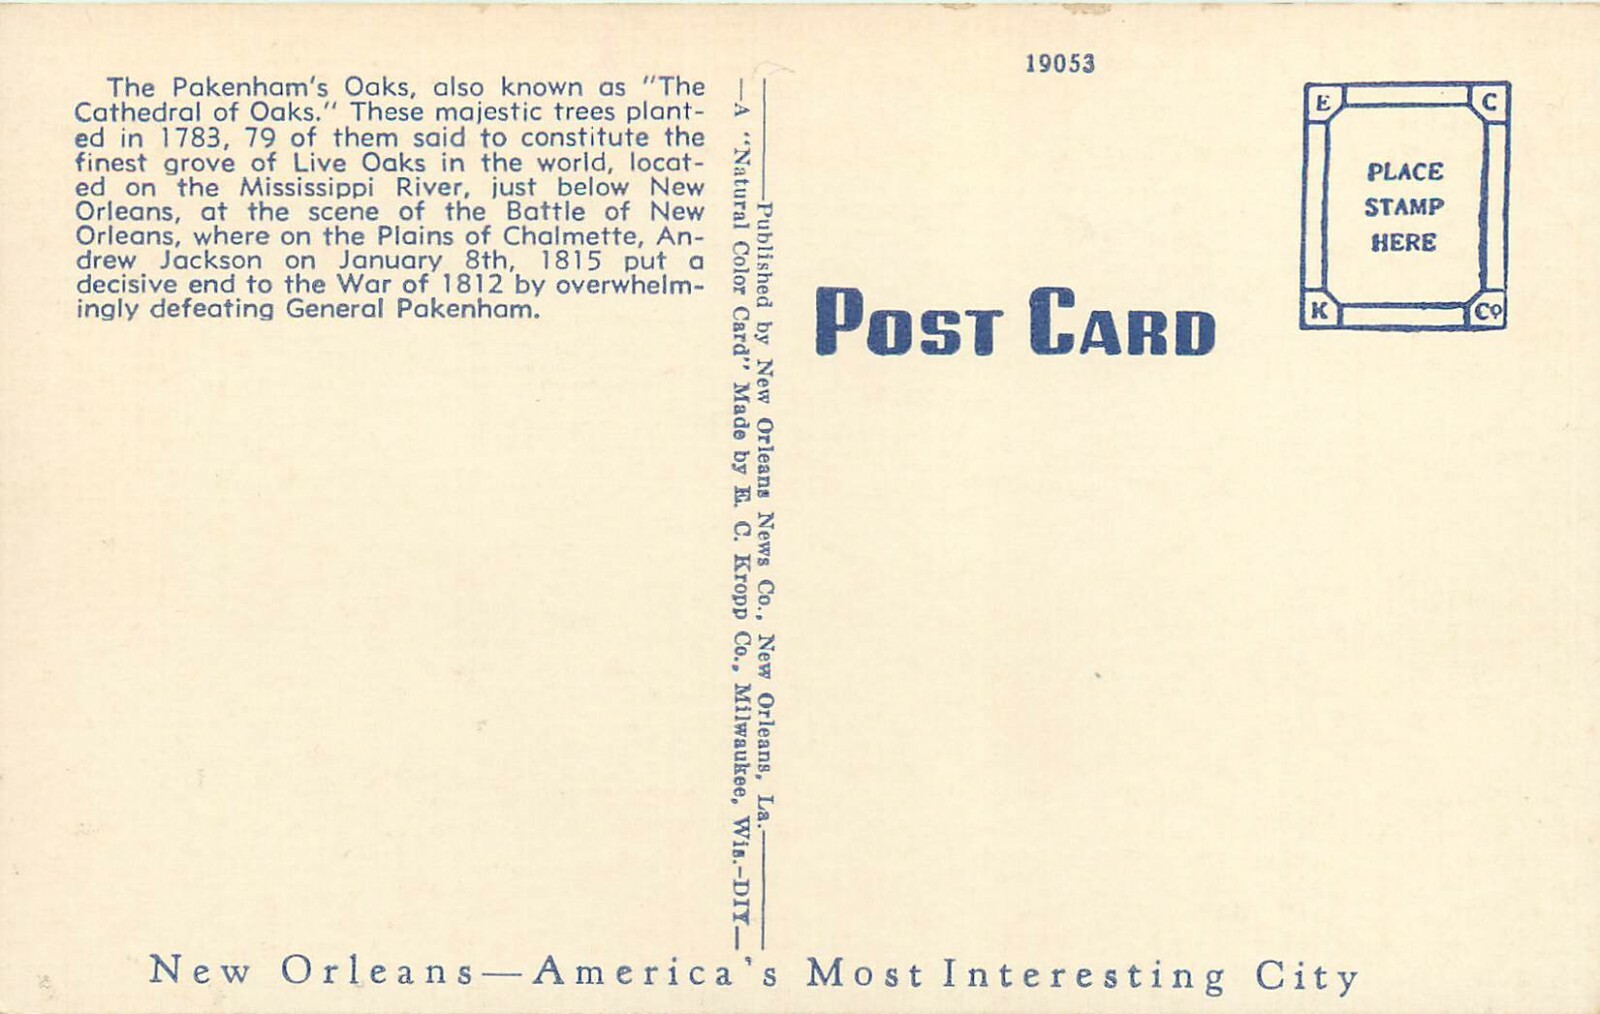 The Pakenham's Oaks, also known as "The
Cathedral of Oaks." These majestic trees plant-
ed in 1783, 79 of them said to constitute the
finest grove of Live Oaks in the world, locat-
ed on the Mississippi River, just below New
Orleans, at the scene of the Battle of New
Orleans, where on the Plains of Chalmette, An-
drew Jackson on January 8th, 1815 put a
decisive end to the War of 1812 by overwhelm-
ingly defeating General Pakenham.
—Published by New Orleans News Co., New Orleans, La.—
—A "Natural Color Card" Made by E. C. Kropp Co., Milwaukee, Wis.-DIY—
19053
POST CARD
E C
PLACE
STAMP
HERE
K Co
New Orleans—America's Most Interesting City